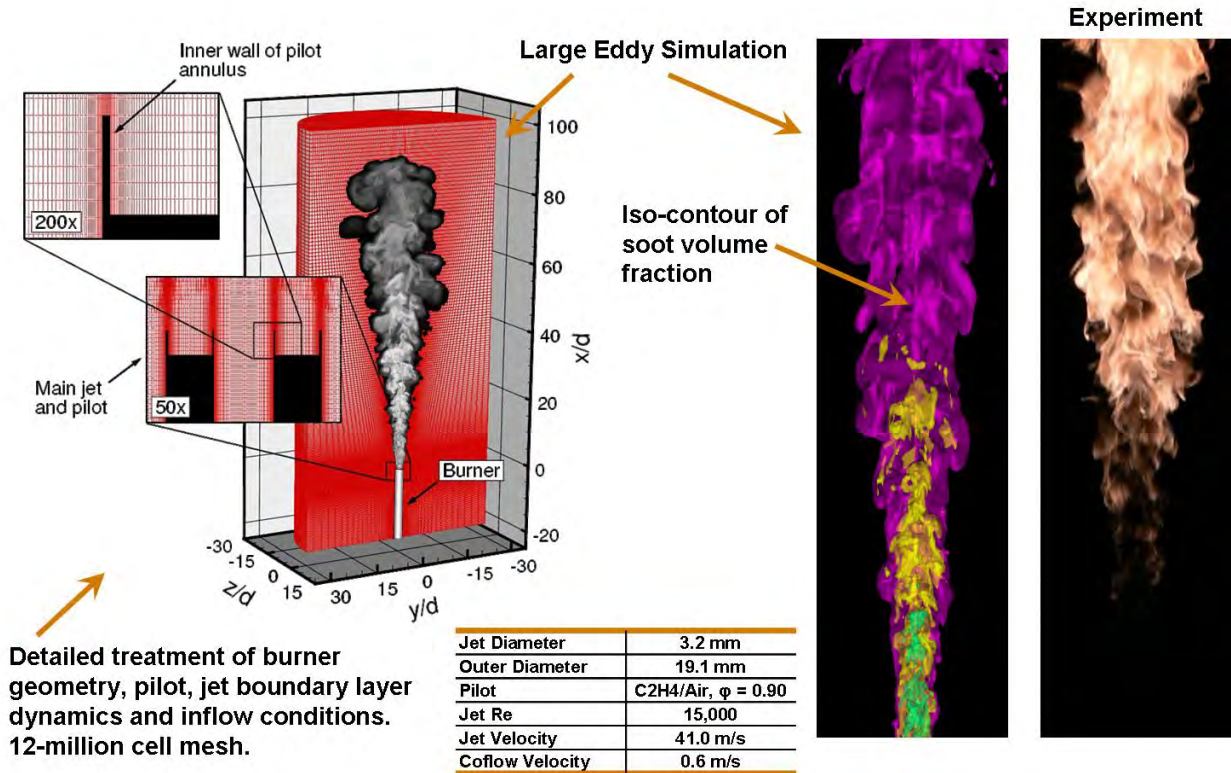 Experiment
Large Eddy Simulation
Inner wall of pilot
annulus
200x
Main jet
and pilot
50x
Burner
100
80
60
40
20
0
-20
x/d
-30
-15
0
15
z/d
30
15
0
-15
-30
y/d
Iso-contour of
soot volume
fraction
Detailed treatment of burner
geometry, pilot, jet boundary layer
dynamics and inflow conditions.
12-million cell mesh.
Jet Diameter 3.2 mm
Outer Diameter 19.1 mm
Pilot C2H4/Air, φ = 0.90
Jet Re 15,000
Jet Velocity 41.0 m/s
Coflow Velocity 0.6 m/s